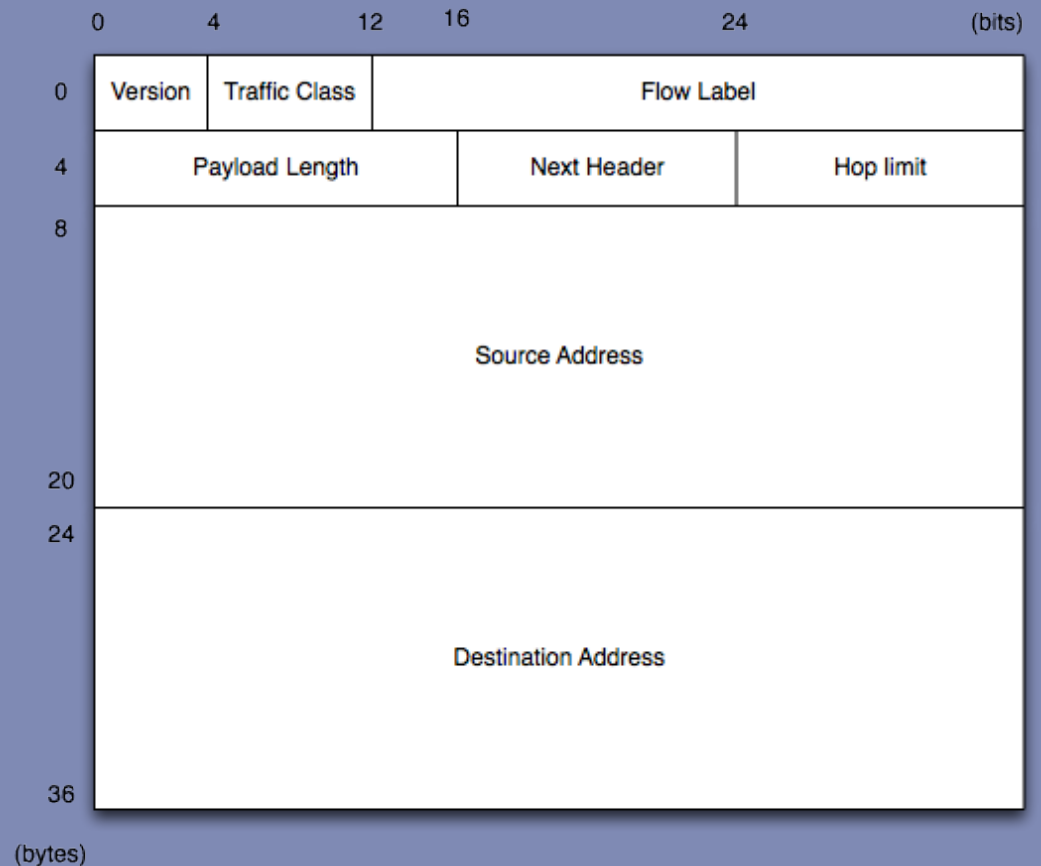 0 4 12 16 24 (bits)
0 Version Traffic Class Flow Label
4 Payload Length Next Header Hop limit
8
Source Address
20
24
Destination Address
36
(bytes)